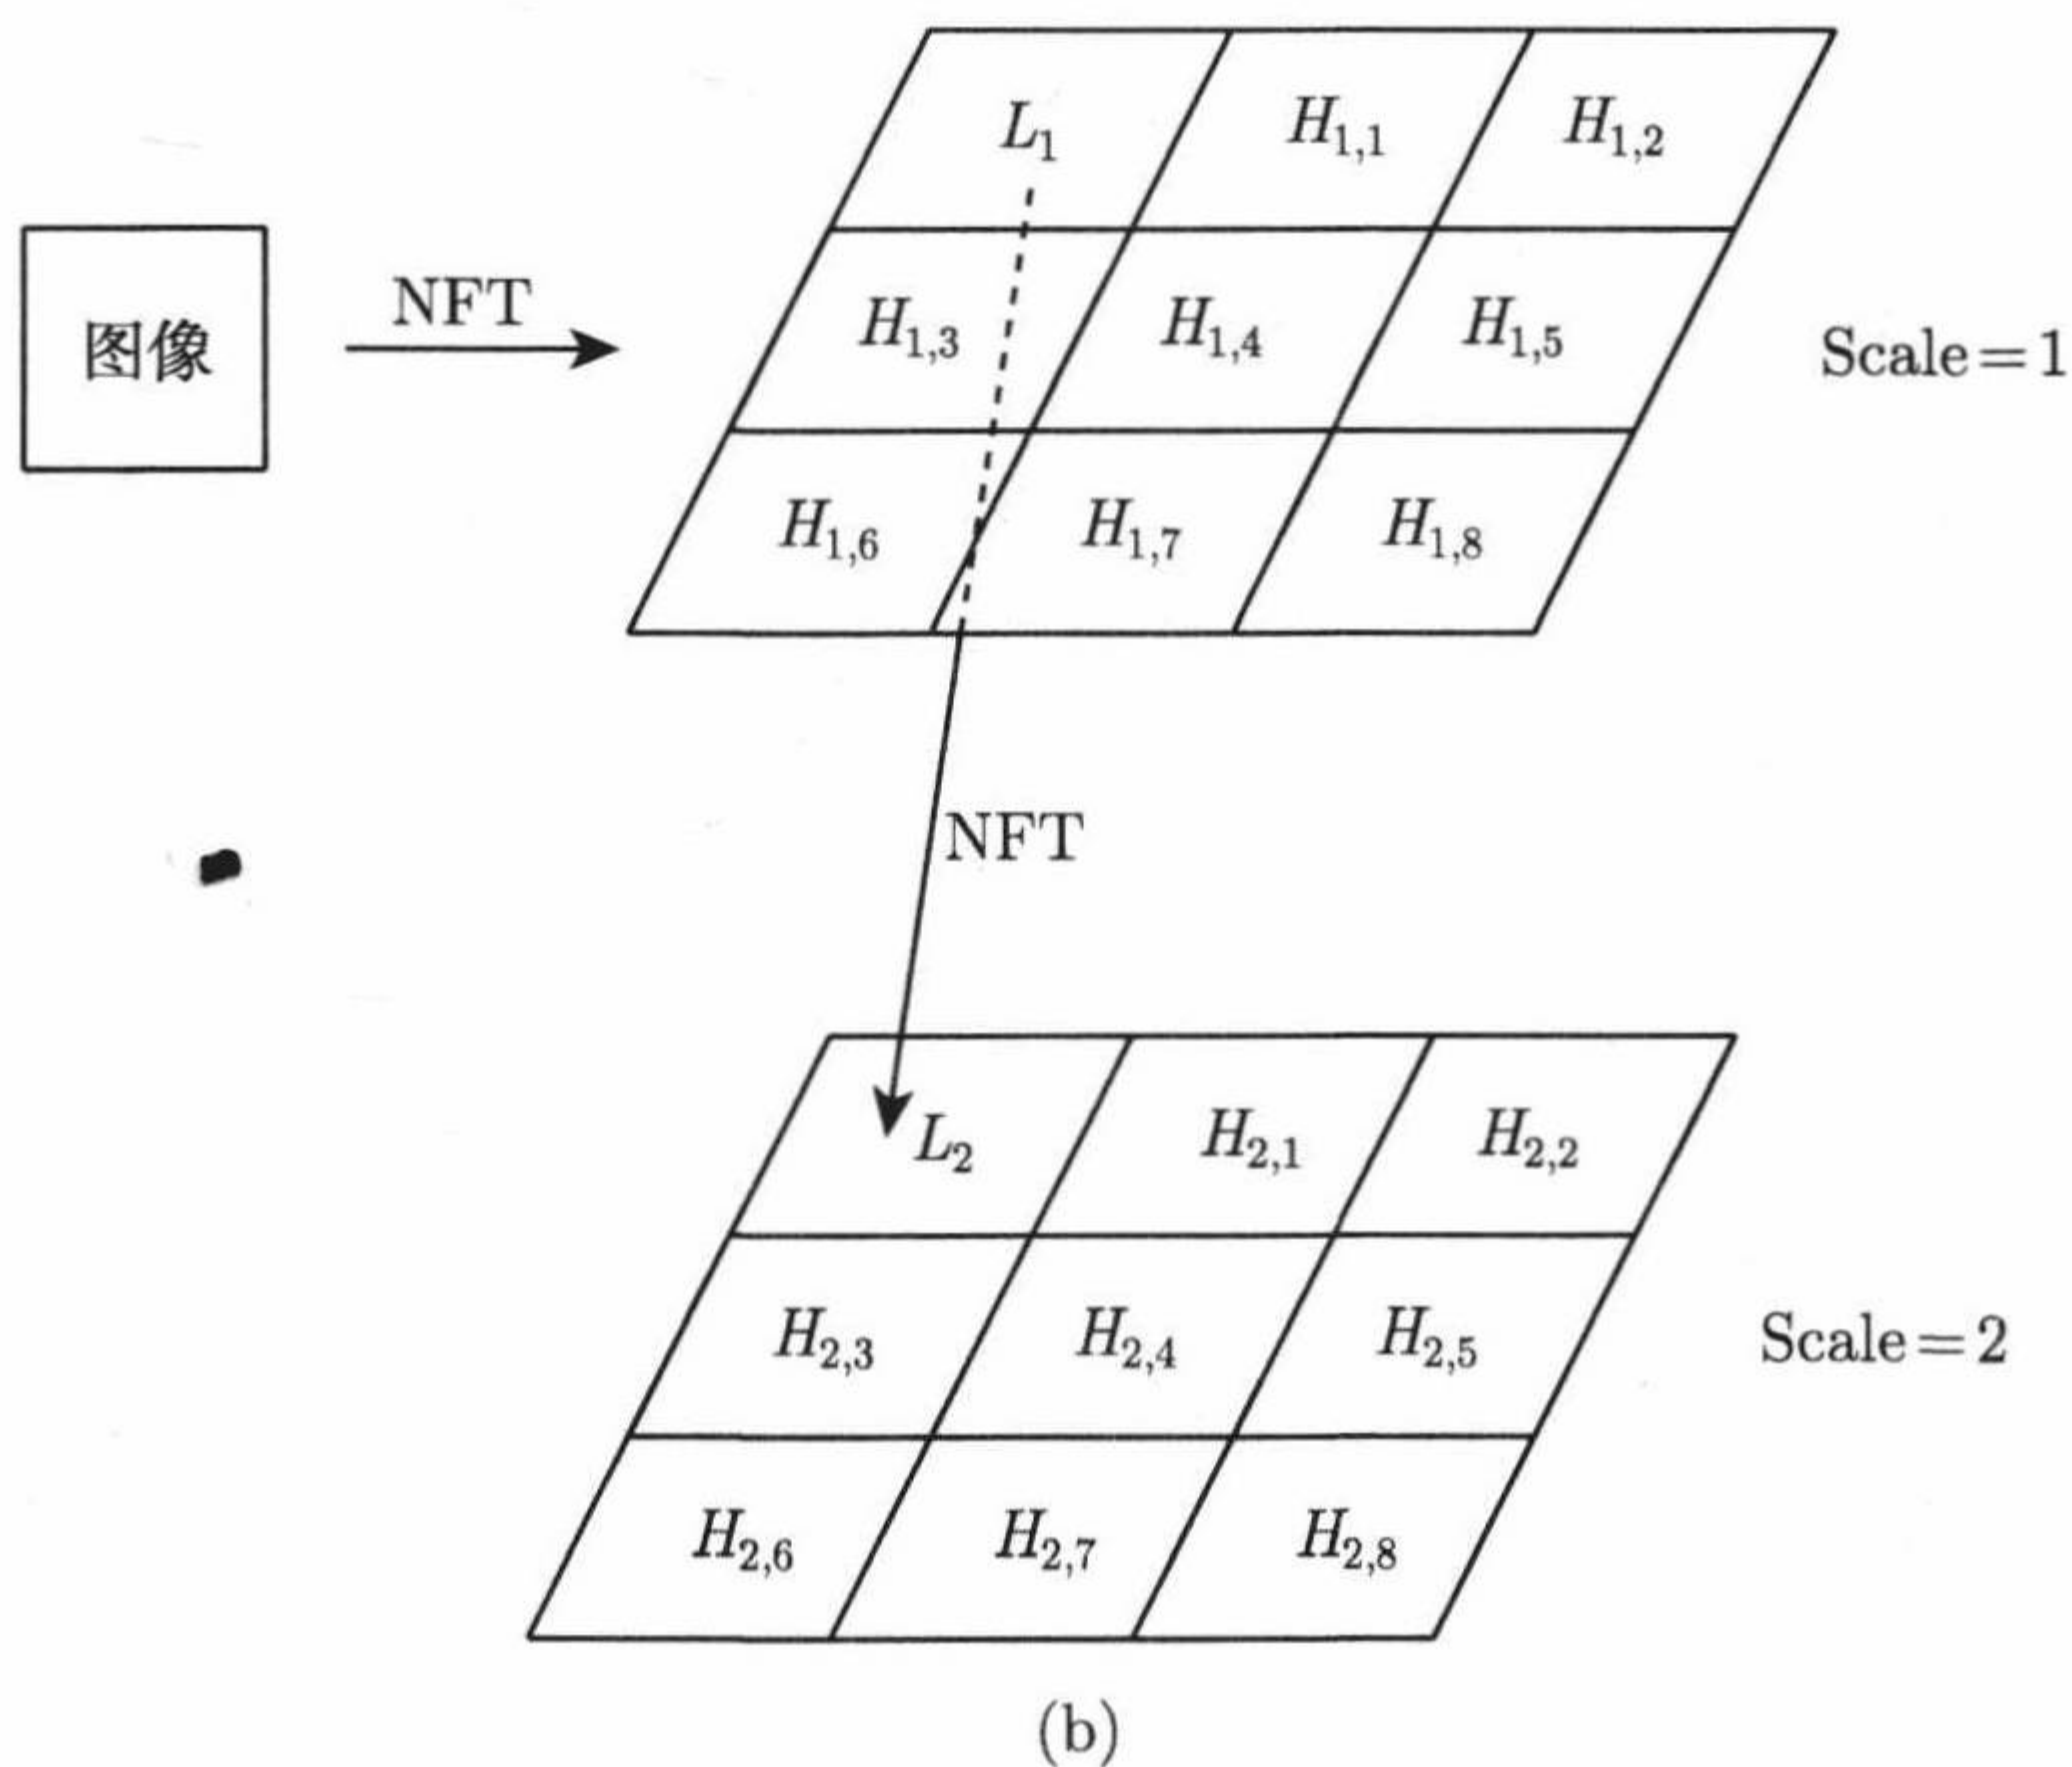 L₁ H₁,₁ H₁,₂
图像 NFT H₁,₃ H₁,₄ H₁,₅ Scale=1
H₁,₆ H₁,₇ H₁,₈
NFT
L₂ H₂,₁ H₂,₂
H₂,₃ H₂,₄ H₂,₅ Scale=2
H₂,₆ H₂,₇ H₂,₈
(b)